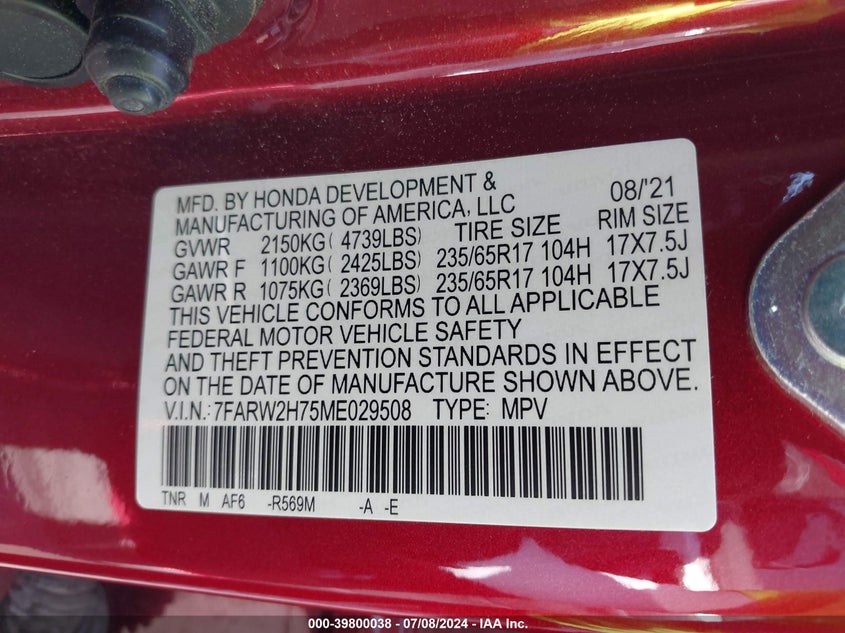 MFD. BY HONDA DEVELOPMENT & 08/'21
MANUFACTURING OF AMERICA, LLC TIRE SIZE RIM SIZE
GVWR 2150KG( 4739LBS)
GAWR F 1100KG( 2425LBS) 235/65R17 104H 17X7.5J
GAWR R 1075KG( 2369LBS) 235/65R17 104H 17X7.5J
THIS VEHICLE CONFORMS TO ALL APPLICABLE
FEDERAL MOTOR VEHICLE SAFETY
AND THEFT PREVENTION STANDARDS IN EFFECT
ON THE DATE OF MANUFACTURE SHOWN ABOVE.
V.I.N.: 7FARW2H75ME029508 TYPE: MPV
TNR M AF6 -R569M -A -E
000-39800038 - 07/08/2024 - IAA Inc.